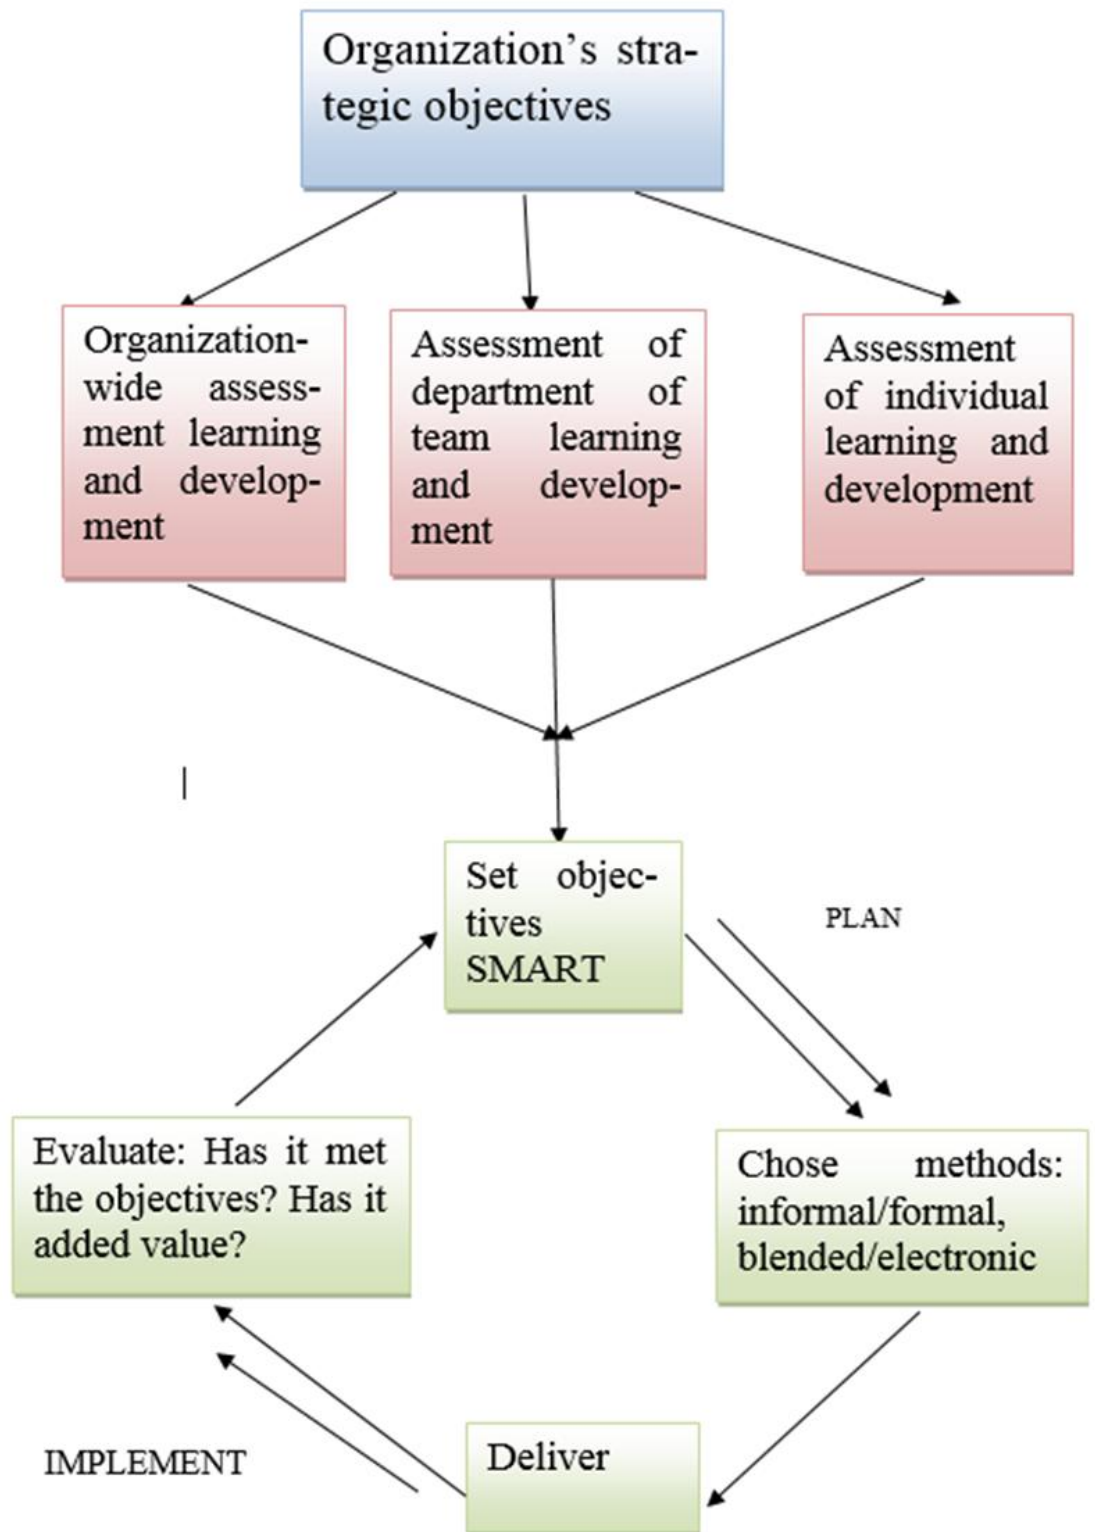 Organization’s stra-
tegic objectives
Organization-
wide assess-
ment learning
and develop-
ment
Assessment of
department of
team learning
and develop-
ment
Assessment
of individual
learning and
development
Set objec-
tives
SMART
PLAN
Evaluate: Has it met
the objectives? Has it
added value?
Chose methods:
informal/formal,
blended/electronic
IMPLEMENT
Deliver